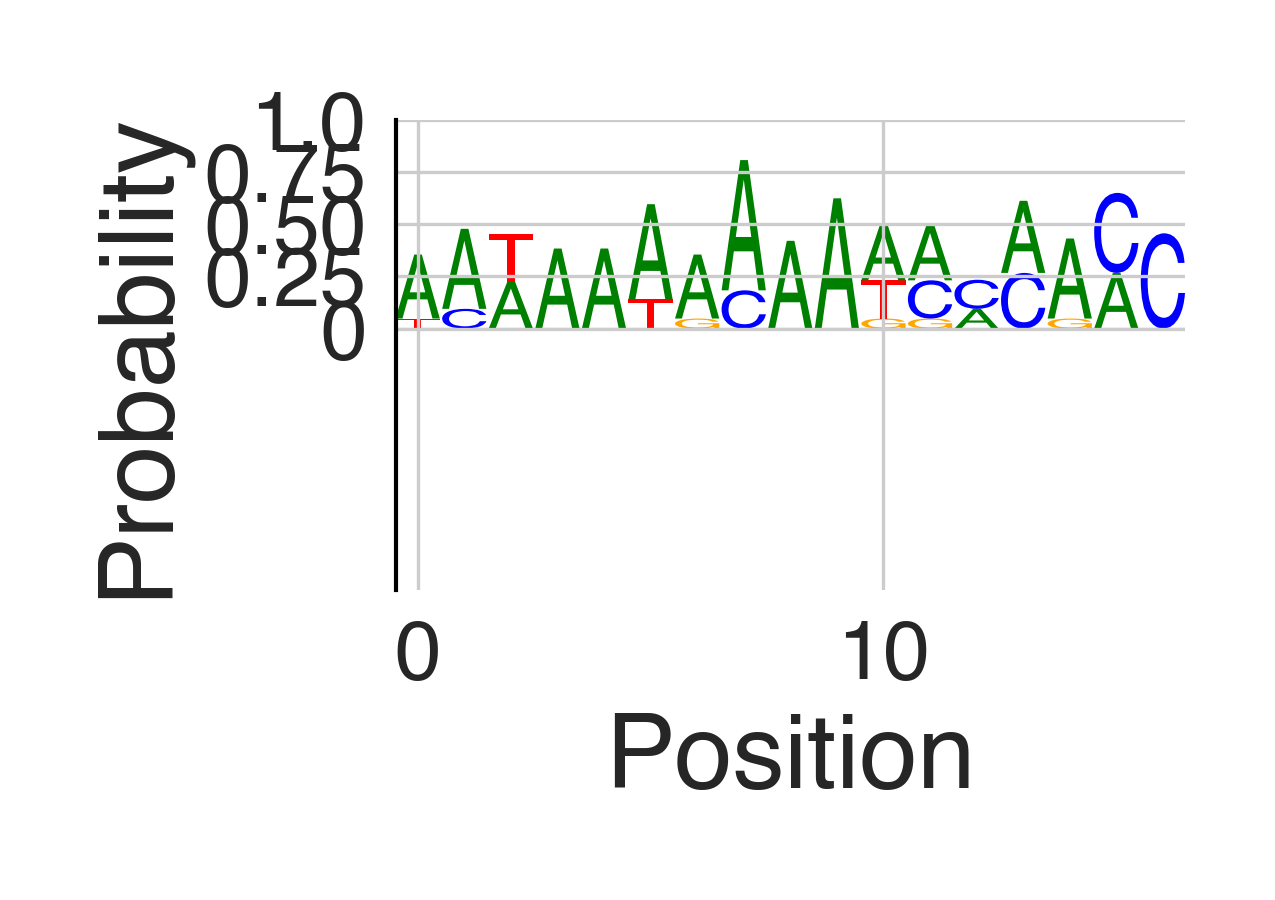 Probability
1.0
0.75
0.50
0.25
0
A A T A A A A A A A A A C A A C C
T C A T G C T C A C G A
G G
0 10
Position